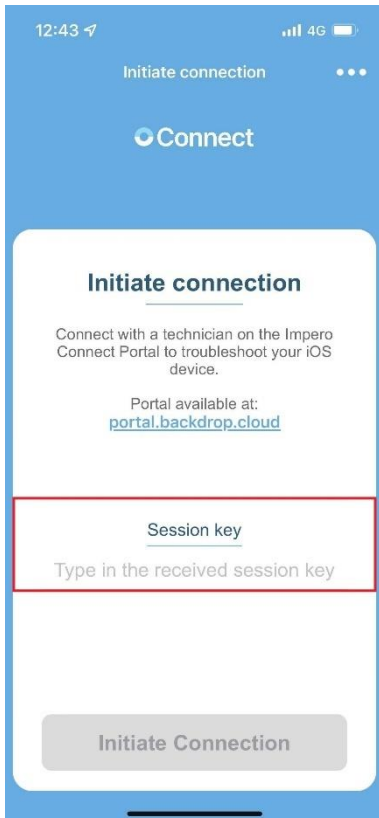 12:43
4G
Initiate connection
Connect
Initiate connection
Connect with a technician on the Impero
Connect Portal to troubleshoot your iOS
device.
Portal available at:
portal.backdrop.cloud
Session key
Type in the received session key
Initiate Connection